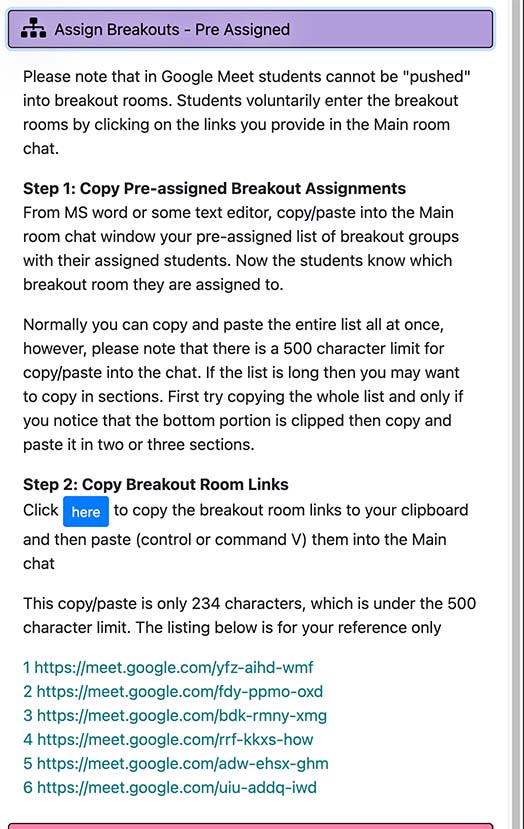 Assign Breakouts - Pre Assigned
Please note that in Google Meet students cannot be "pushed"
into breakout rooms. Students voluntarily enter the breakout
rooms by clicking on the links you provide in the Main room
chat.
Step 1: Copy Pre-assigned Breakout Assignments
From MS word or some text editor, copy/paste into the Main
room chat window your pre-assigned list of breakout groups
with their assigned students. Now the students know which
breakout room they are assigned to.
Normally you can copy and paste the entire list all at once,
however, please note that there is a 500 character limit for
copy/paste into the chat. If the list is long then you may want
to copy in sections. First try copying the whole list and only if
you notice that the bottom portion is clipped then copy and
paste it in two or three sections.
Step 2: Copy Breakout Room Links
Click here to copy the breakout room links to your clipboard
and then paste (control or command V) them into the Main
chat
This copy/paste is only 234 characters, which is under the 500
character limit. The listing below is for your reference only
1 https://meet.google.com/yfz-aihd-wmf
2 https://meet.google.com/fdy-ppmo-oxd
3 https://meet.google.com/bdk-rmny-xmg
4 https://meet.google.com/rrf-kkxs-how
5 https://meet.google.com/adw-ehsx-ghm
6 https://meet.google.com/uiu-addq-iwd